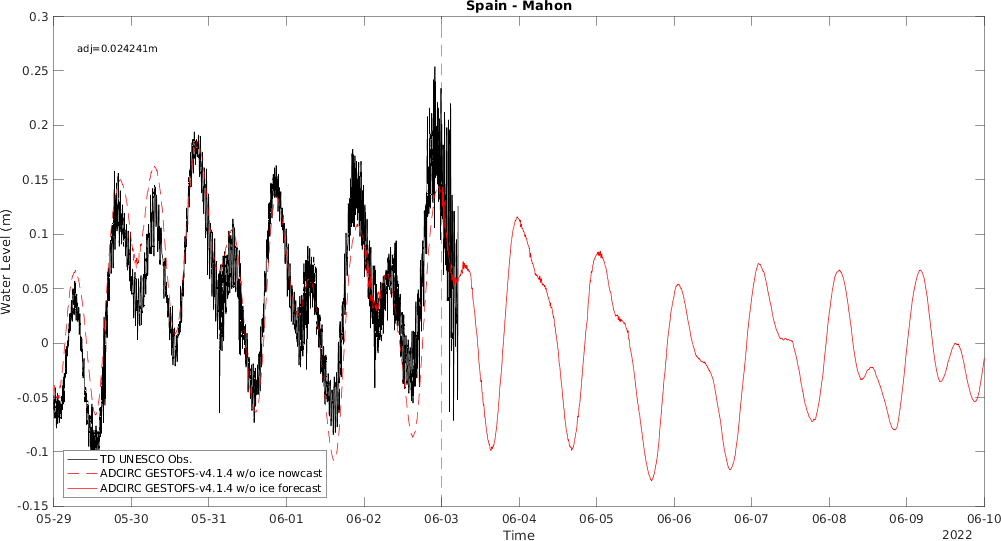 Spain - Mahon
adj=0.024241m
0.3
0.25
0.2
0.15
0.1
0.05
0
-0.05
-0.1
-0.15
Water Level (m)
TD UNESCO Obs.
ADCIRC GESTOFS-v4.1.4 w/o ice nowcast
ADCIRC GESTOFS-v4.1.4 w/o ice forecast
05-29 05-30 05-31 06-01 06-02 06-03 06-04 06-05 06-06 06-07 06-08 06-09 06-10
Time
2022